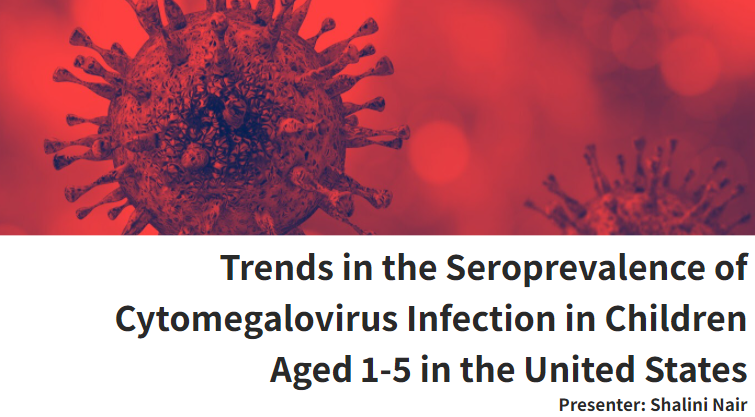 Trends in the Seroprevalence of
Cytomegalovirus Infection in Children
Aged 1-5 in the United States
Presenter: Shalini Nair